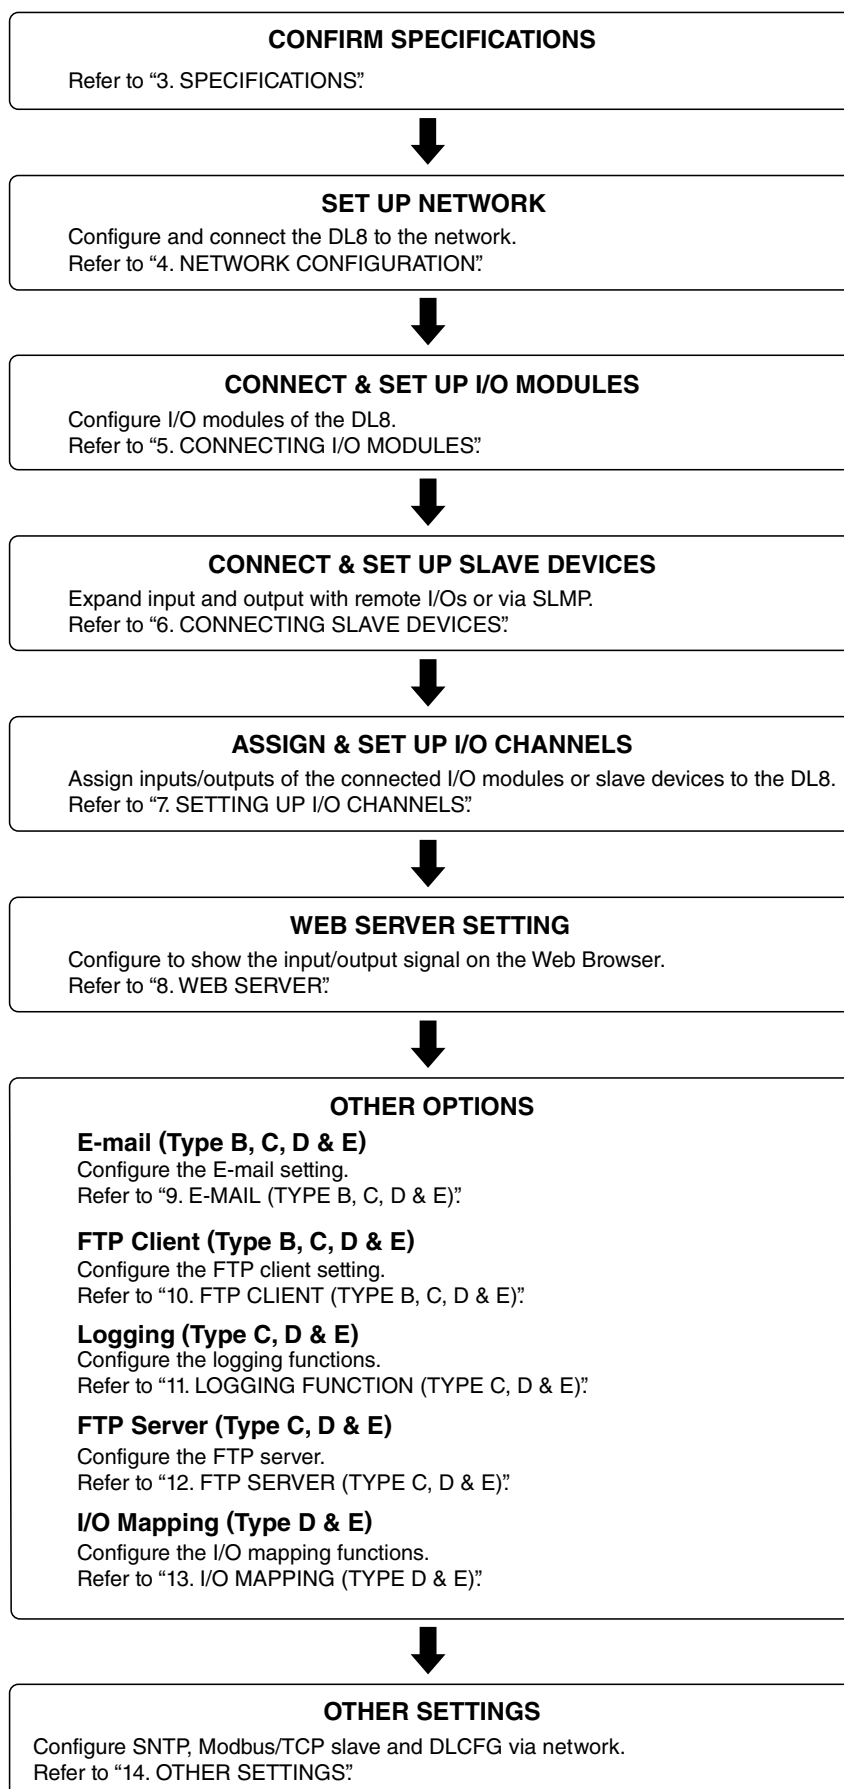 CONFIRM SPECIFICATIONS
Refer to “3. SPECIFICATIONS”.
SET UP NETWORK
Configure and connect the DL8 to the network.
Refer to “4. NETWORK CONFIGURATION”.
CONNECT & SET UP I/O MODULES
Configure I/O modules of the DL8.
Refer to “5. CONNECTING I/O MODULES”.
CONNECT & SET UP SLAVE DEVICES
Expand input and output with remote I/Os or via SLMP.
Refer to “6. CONNECTING SLAVE DEVICES”.
ASSIGN & SET UP I/O CHANNELS
Assign inputs/outputs of the connected I/O modules or slave devices to the DL8.
Refer to “7. SETTING UP I/O CHANNELS”.
WEB SERVER SETTING
Configure to show the input/output signal on the Web Browser.
Refer to “8. WEB SERVER”.
OTHER OPTIONS
E-mail (Type B, C, D & E)
Configure the E-mail setting.
Refer to “9. E-MAIL (TYPE B, C, D & E)”.
FTP Client (Type B, C, D & E)
Configure the FTP client setting.
Refer to “10. FTP CLIENT (TYPE B, C, D & E)”.
Logging (Type C, D & E)
Configure the logging functions.
Refer to “11. LOGGING FUNCTION (TYPE C, D & E)”.
FTP Server (Type C, D & E)
Configure the FTP server.
Refer to “12. FTP SERVER (TYPE C, D & E)”.
I/O Mapping (Type D & E)
Configure the I/O mapping functions.
Refer to “13. I/O MAPPING (TYPE D & E)”.
OTHER SETTINGS
Configure SNTP, Modbus/TCP slave and DLCFG via network.
Refer to “14. OTHER SETTINGS”.